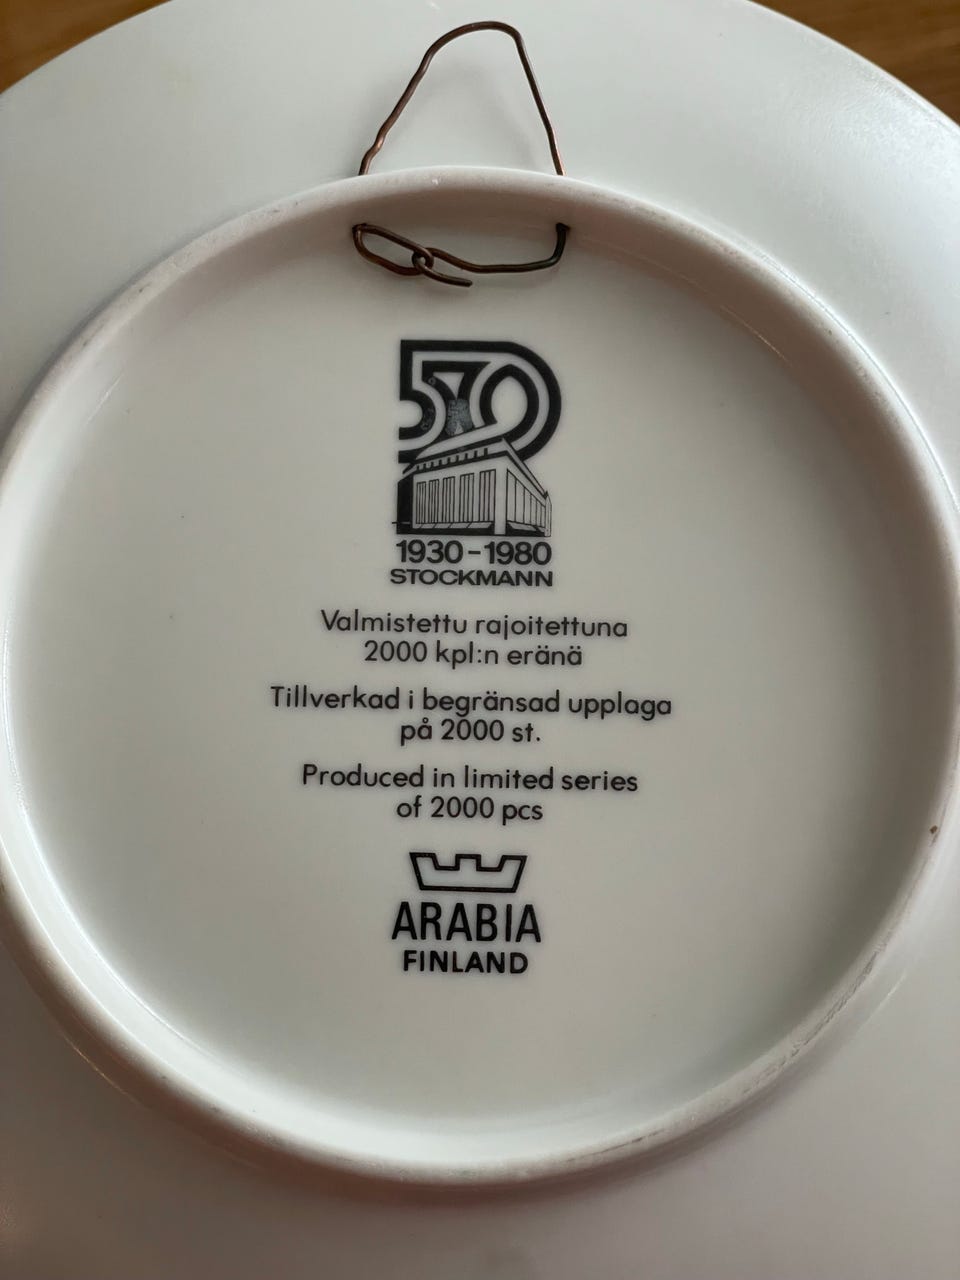 50
1930-1980
STOCKMANN
Valmistettu rajoitettuna
2000 kpl:n eränä
Tillverkad i begränsad upplaga
på 2000 st.
Produced in limited series
of 2000 pcs
ARABIA
FINLAND